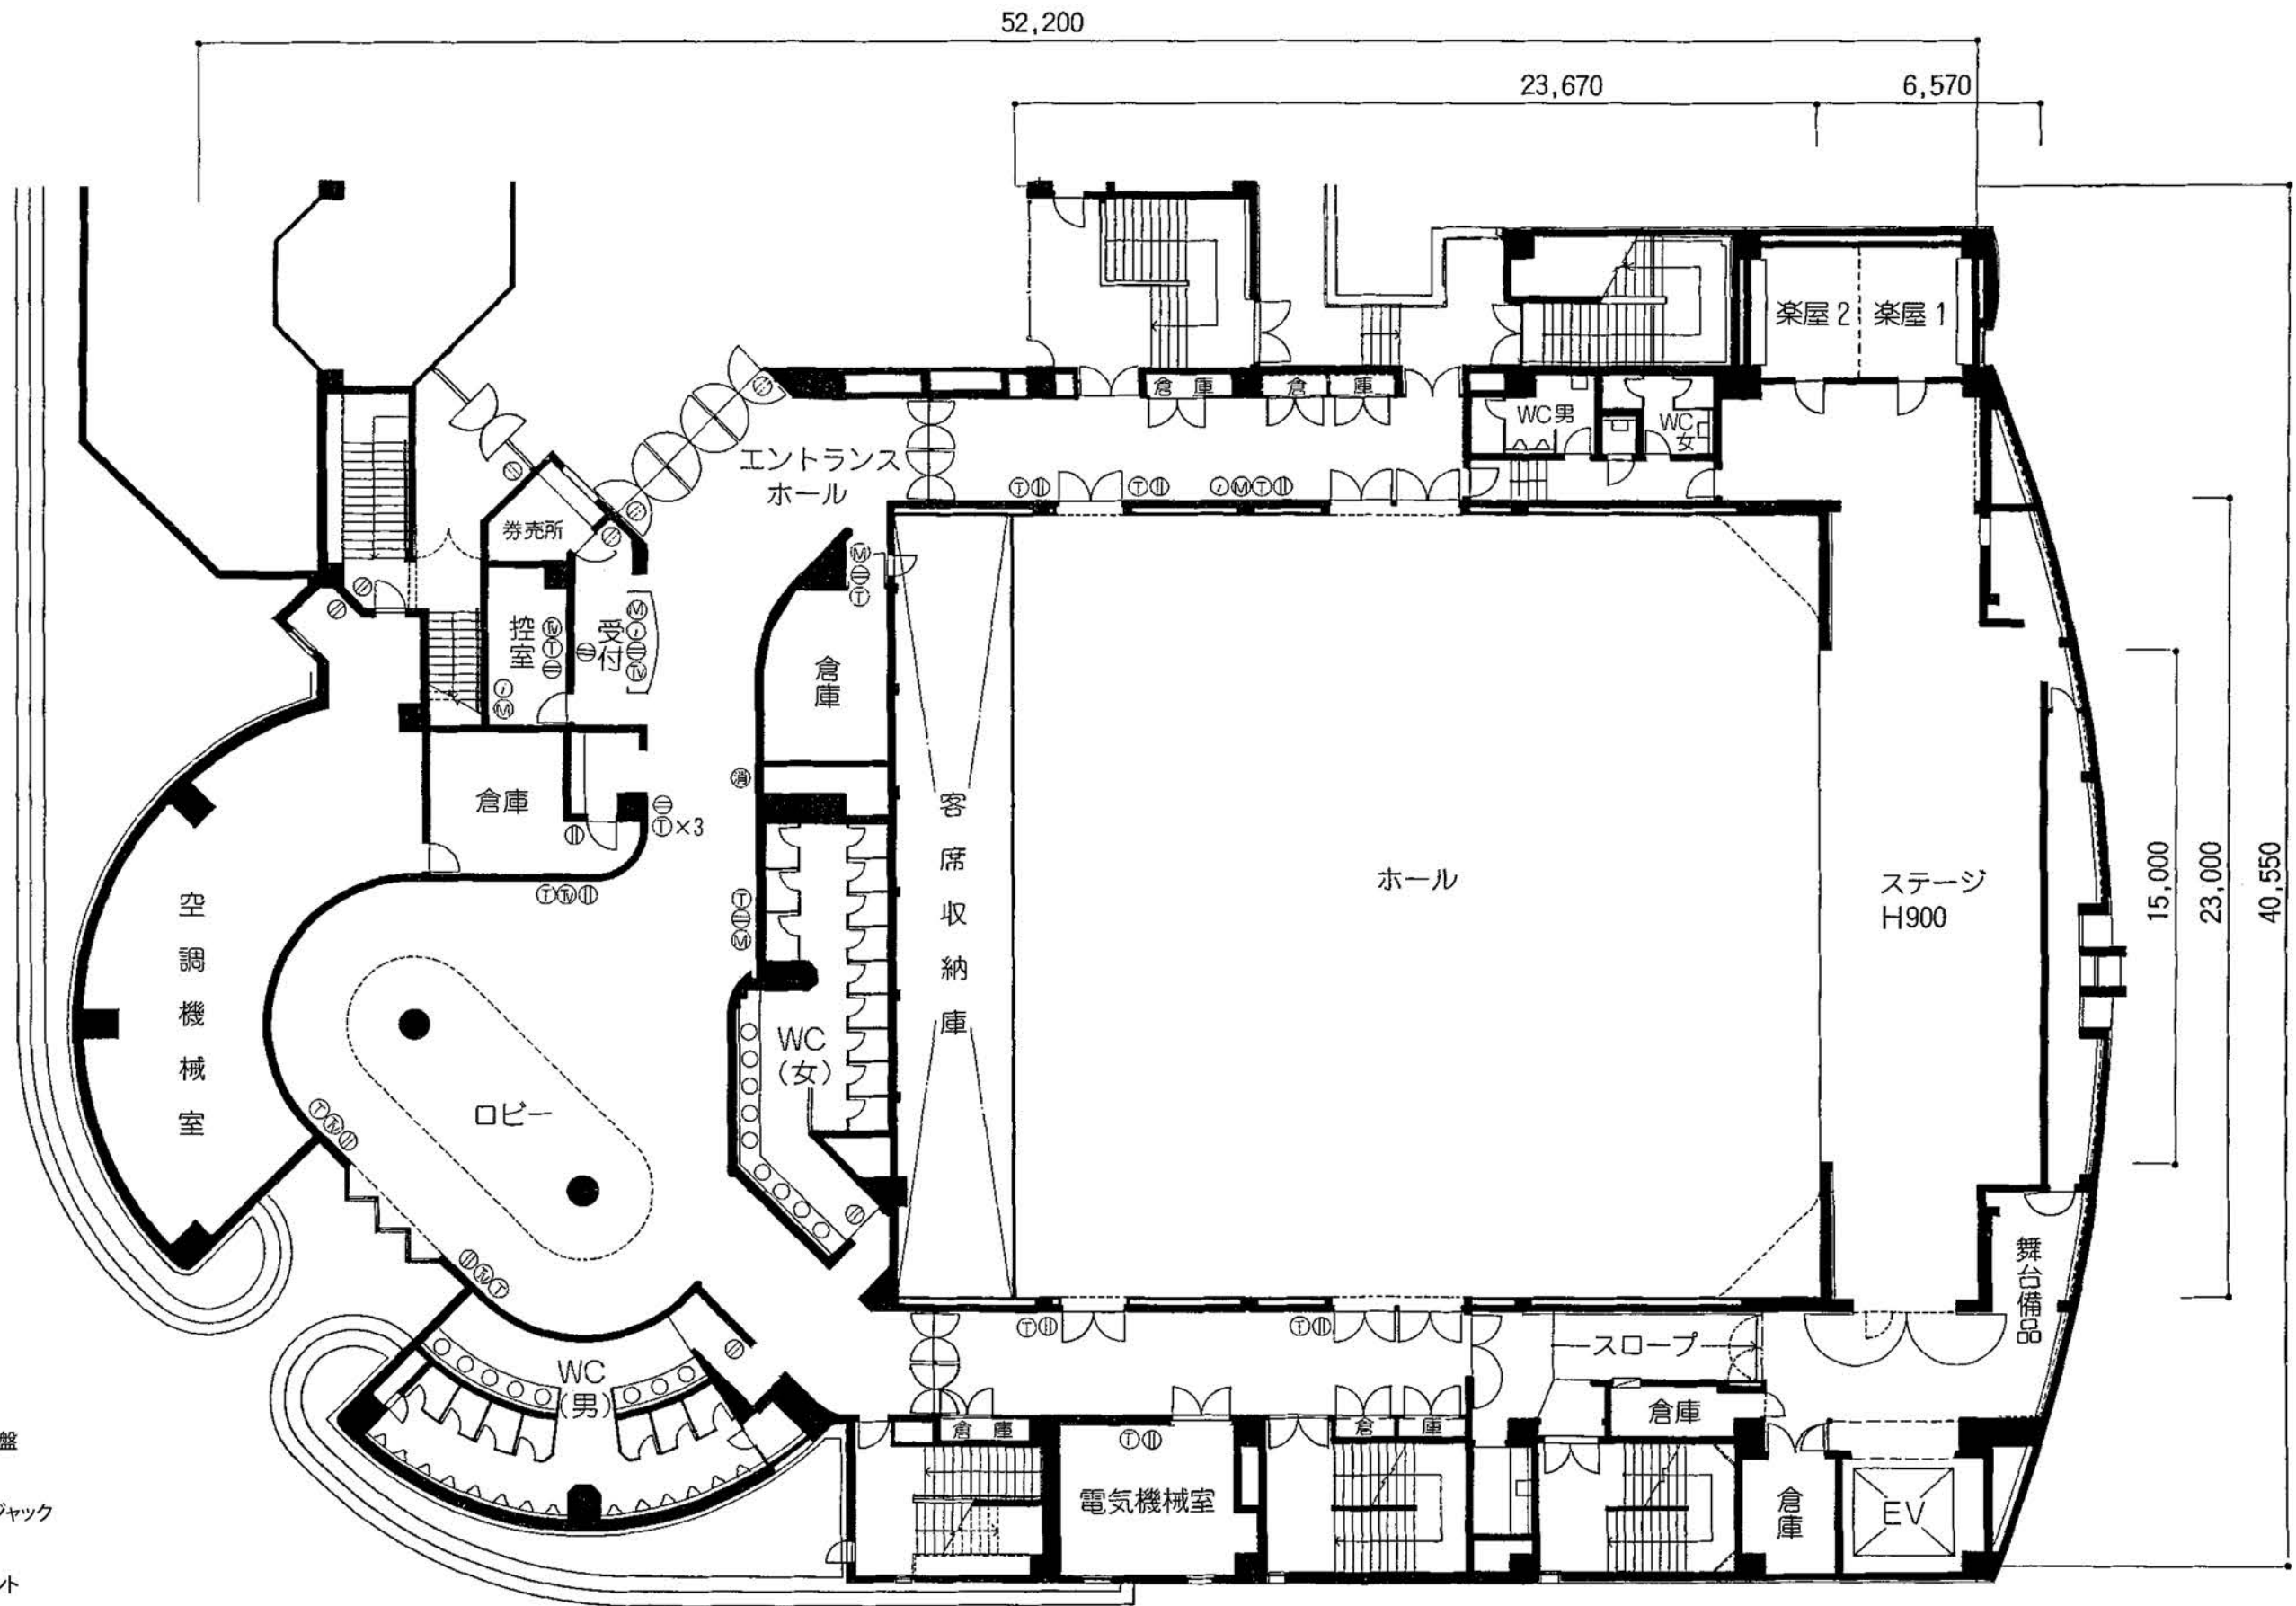 52,200
23,670
6,570
楽屋2
楽屋1
倉庫
倉庫
WC男
WC女
エントランス
ホール
券売所
控室
受付
倉庫
倉庫
×3
客席収納庫
ホール
ステージ
H900
15,000
23,000
40,550
空調機械室
ロビー
WC
(女)
WC
(男)
スロープ
舞台備品
倉庫
倉庫
倉庫
電気機械室
倉庫
EV
盤
ジャック